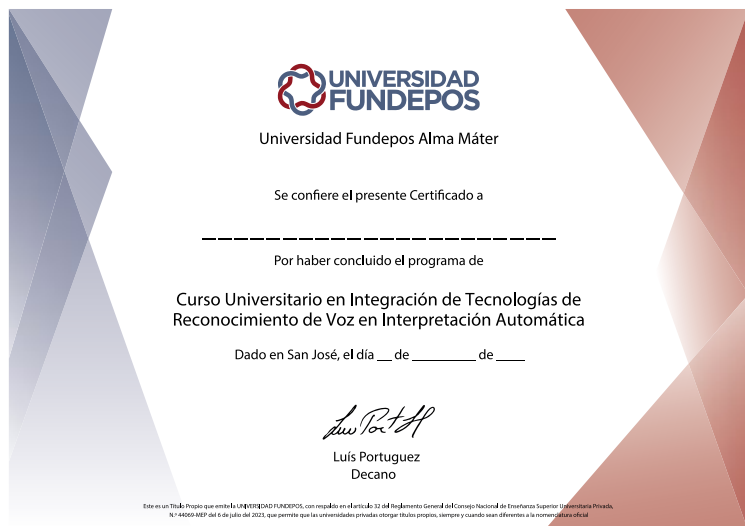 UNIVERSIDAD
FUNDEPOS
Universidad Fundepos Alma Máter
Se confiere el presente Certificado a
Por haber concluido el programa de
Curso Universitario en Integración de Tecnologías de
Reconocimiento de Voz en Interpretación Automática
Dado en San José, el día __ de ________ de ____
Luís Portuguez
Decano
Este es un Título Propio que emite la UNIVERSIDAD FUNDEPOS, con respaldo en el artículo 32 del Reglamento General del Consejo Nacional de Enseñanza Superior Universitaria Privada,
N.º 44069-MEP del 6 de julio del 2023, que permite que las universidades privadas otorgar títulos propios, siempre y cuando sean diferentes a la nomenclatura oficial